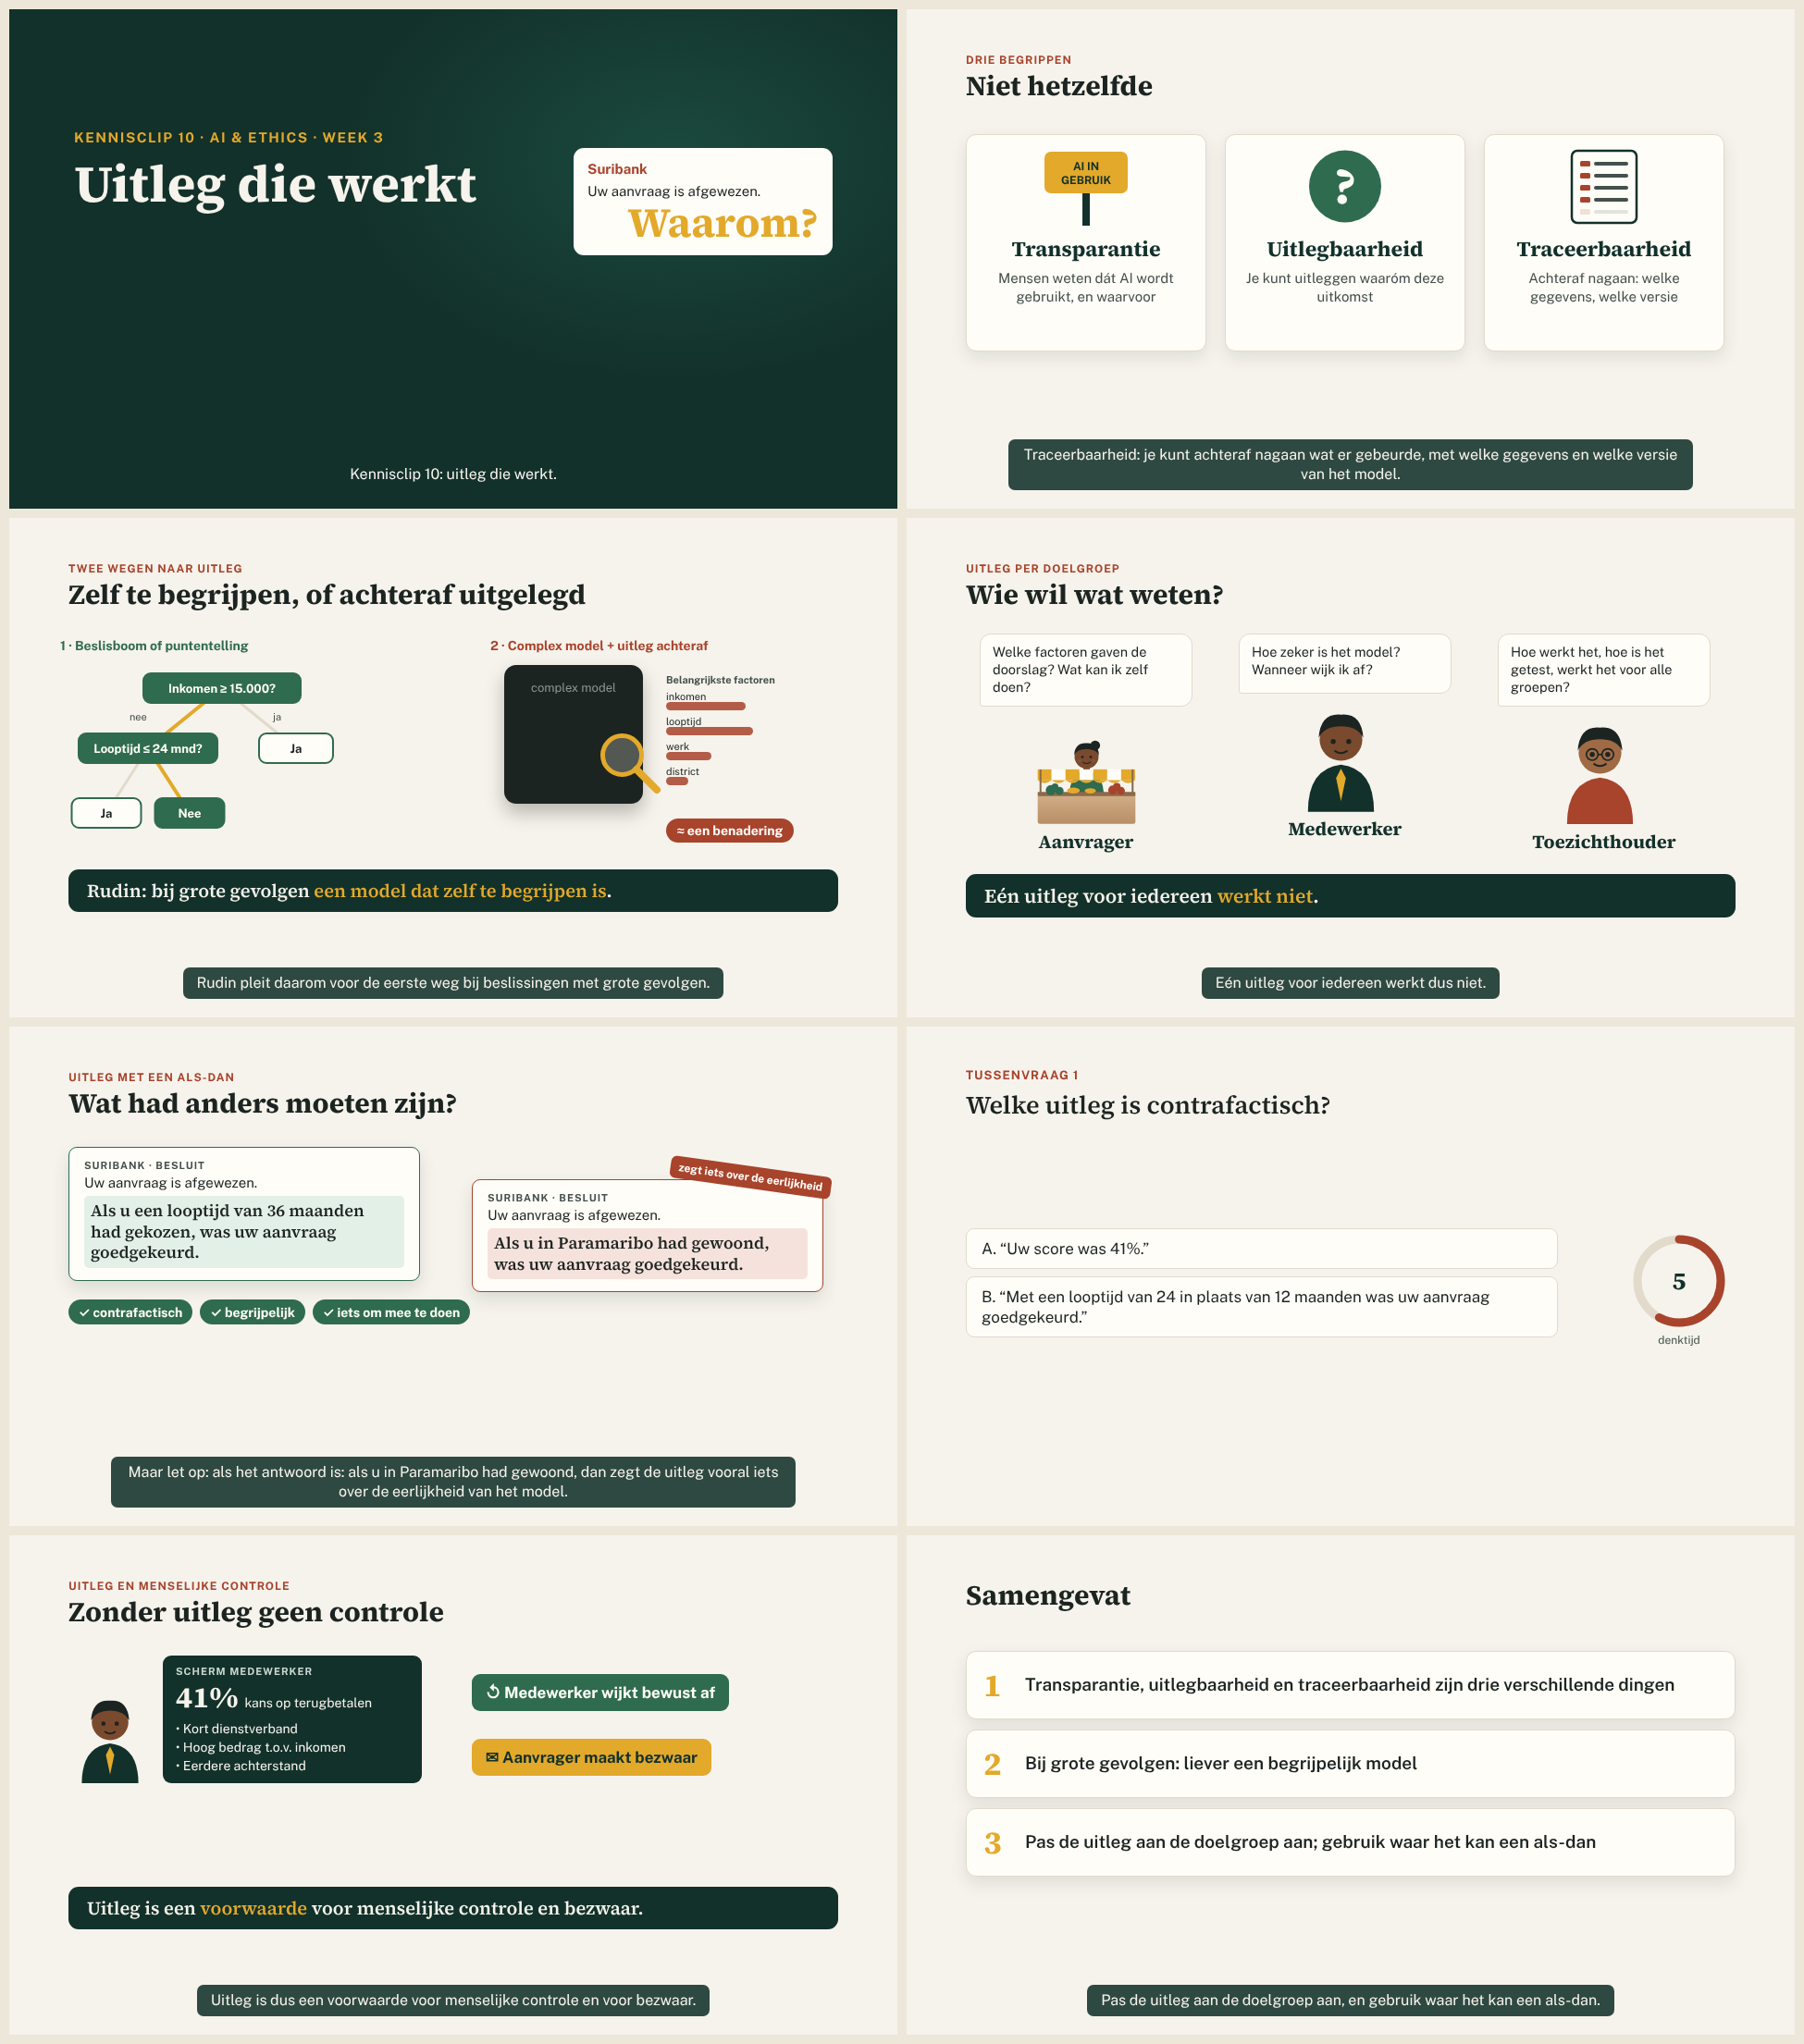 KENNISCLIP 10 · AI & ETHICS · WEEK 3
Uitleg die werkt
Suribank
Uw aanvraag is afgewezen.
Waarom?
Kennisclip 10: uitleg die werkt.
DRIE BEGRIPPEN
Niet hetzelfde
AI IN
GEBRUIK
Transparantie
Mensen weten dát AI wordt
gebruikt, en waarvoor
?
Uitlegbaarheid
Je kunt uitleggen waaróm deze
uitkomst
Traceerbaarheid
Achteraf nagaan: welke
gegevens, welke versie
Traceerbaarheid: je kunt achteraf nagaan wat er gebeurde, met welke gegevens en welke versie
van het model.
TWEE WEGEN NAAR UITLEG
Zelf te begrijpen, of achteraf uitgelegd
1 · Beslisboom of puntentelling
Inkomen ≥ 15.000?
nee
ja
Looptijd ≤ 24 mnd?
Ja
Ja
Nee
2 · Complex model + uitleg achteraf
complex model
Belangrijkste factoren
inkomen
looptijd
werk
district
≈ een benadering
Rudin: bij grote gevolgen een model dat zelf te begrijpen is.
Rudin pleit daarom voor de eerste weg bij beslissingen met grote gevolgen.
UITLEG PER DOELGROEP
Wie wil wat weten?
Welke factoren gaven de
doorslag? Wat kan ik zelf
doen?
Aanvrager
Hoe zeker is het model?
Wanneer wijk ik af?
Medewerker
Hoe werkt het, hoe is het
getest, werkt het voor alle
groepen?
Toezichthouder
Eén uitleg voor iedereen werkt niet.
Eén uitleg voor iedereen werkt dus niet.
UITLEG MET EEN ALS-DAN
Wat had anders moeten zijn?
SURIBANK · BESLUIT
Uw aanvraag is afgewezen.
Als u een looptijd van 36 maanden
had gekozen, was uw aanvraag
goedgekeurd.
✓ contrafactisch
✓ begrijpelijk
✓ iets om mee te doen
zegt iets over de eerlijkheid
SURIBANK · BESLUIT
Uw aanvraag is afgewezen.
Als u in Paramaribo had gewoond,
was uw aanvraag goedgekeurd.
Maar let op: als het antwoord is: als u in Paramaribo had gewoond, dan zegt de uitleg vooral iets
over de eerlijkheid van het model.
TUSSENVRAAG 1
Welke uitleg is contrafactisch?
A. “Uw score was 41%.”
B. “Met een looptijd van 24 in plaats van 12 maanden was uw aanvraag
goedgekeurd.”
5
denktijd
UITLEG EN MENSELIJKE CONTROLE
Zonder uitleg geen controle
SCHERM MEDEWERKER
41% kans op terugbetalen
• Kort dienstverband
• Hoog bedrag t.o.v. inkomen
• Eerdere achterstand
↺ Medewerker wijkt bewust af
✉ Aanvrager maakt bezwaar
Uitleg is een voorwaarde voor menselijke controle en bezwaar.
Uitleg is dus een voorwaarde voor menselijke controle en voor bezwaar.
Samengevat
1 Transparantie, uitlegbaarheid en traceerbaarheid zijn drie verschillende dingen
2 Bij grote gevolgen: liever een begrijpelijk model
3 Pas de uitleg aan de doelgroep aan; gebruik waar het kan een als-dan
Pas de uitleg aan de doelgroep aan, en gebruik waar het kan een als-dan.